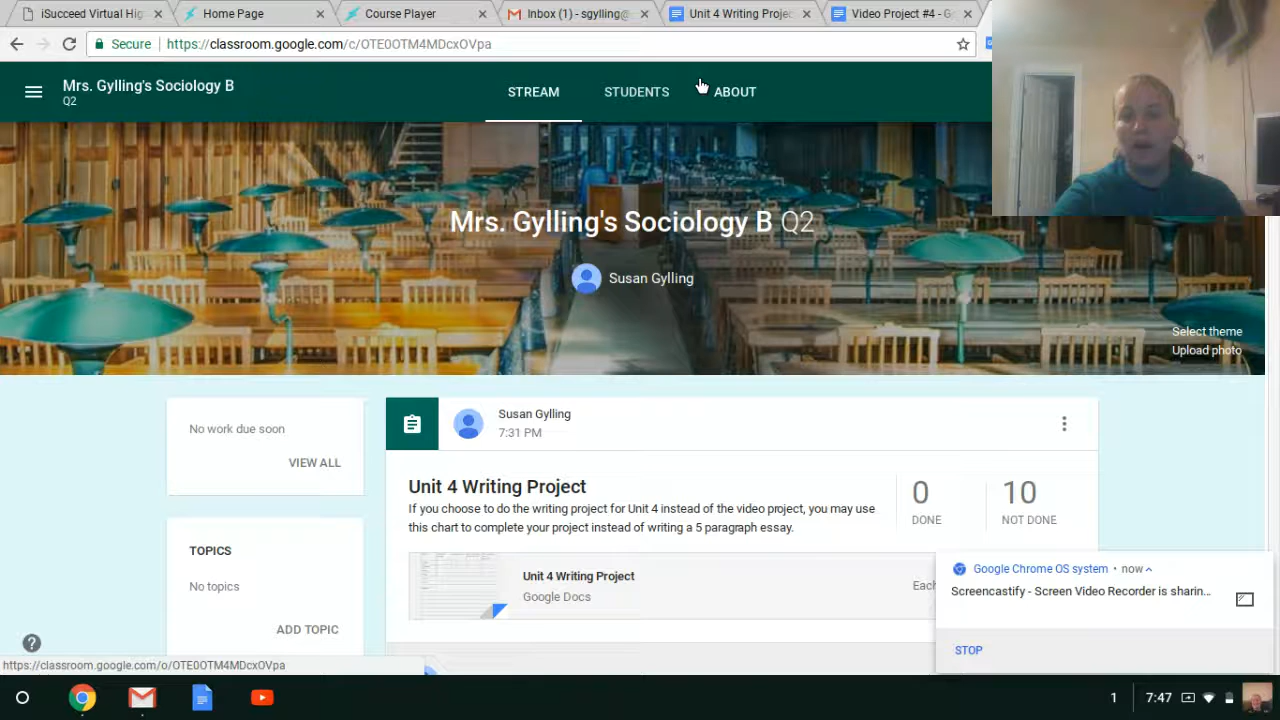 iSucceed Virtual Hig
Home Page
Course Player
Inbox (1) - sgylling@
Unit 4 Writing Projec
Video Project #4 - G
Secure
https://classroom.google.com/c/OTE0OTM4MDcxOVpa
Mrs. Gylling's Sociology B
Q2
STREAM
STUDENTS
ABOUT
Mrs. Gylling's Sociology B Q2
Susan Gylling
Select theme
Upload photo
No work due soon
VIEW ALL
TOPICS
No topics
ADD TOPIC
Susan Gylling
7:31 PM
Unit 4 Writing Project
If you choose to do the writing project for Unit 4 instead of the video project, you may use
this chart to complete your project instead of writing a 5 paragraph essay.
0
DONE
10
NOT DONE
Unit 4 Writing Project
Google Docs
Each
Google Chrome OS system • now
Screencastify - Screen Video Recorder is sharin...
STOP
https://classroom.google.com/o/OTE0OTM4MDcxOVpa
1
7:47